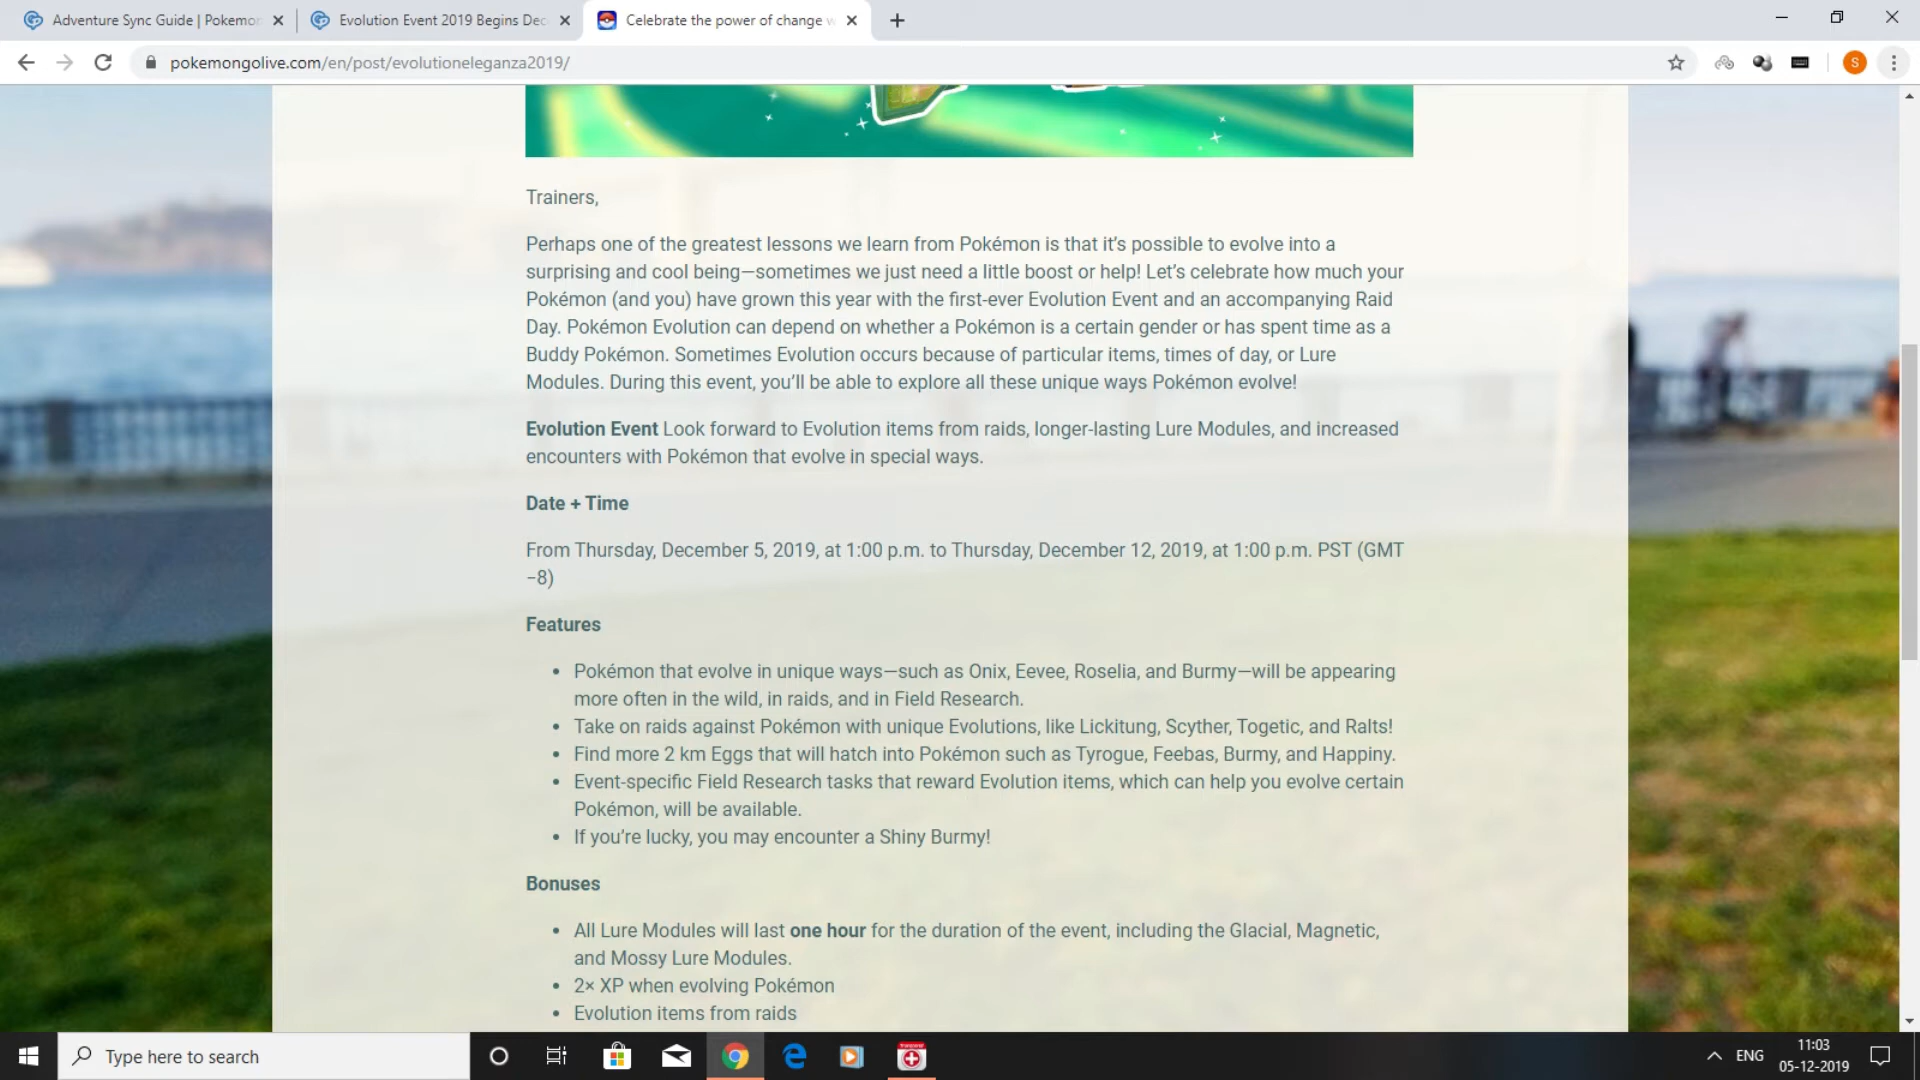 Adventure Sync Guide | Pokemon
Evolution Event 2019 Begins Dec
Celebrate the power of change w
pokemongolive.com/en/post/evolutioneleganza2019/
S
Trainers,
Perhaps one of the greatest lessons we learn from Pokémon is that it’s possible to evolve into a
surprising and cool being—sometimes we just need a little boost or help! Let’s celebrate how much your
Pokémon (and you) have grown this year with the first-ever Evolution Event and an accompanying Raid
Day. Pokémon Evolution can depend on whether a Pokémon is a certain gender or has spent time as a
Buddy Pokémon. Sometimes Evolution occurs because of particular items, times of day, or Lure
Modules. During this event, you’ll be able to explore all these unique ways Pokémon evolve!
Evolution Event Look forward to Evolution items from raids, longer-lasting Lure Modules, and increased
encounters with Pokémon that evolve in special ways.
Date + Time
From Thursday, December 5, 2019, at 1:00 p.m. to Thursday, December 12, 2019, at 1:00 p.m. PST (GMT
−8)
Features
• Pokémon that evolve in unique ways—such as Onix, Eevee, Roselia, and Burmy—will be appearing
more often in the wild, in raids, and in Field Research.
• Take on raids against Pokémon with unique Evolutions, like Lickitung, Scyther, Togetic, and Ralts!
• Find more 2 km Eggs that will hatch into Pokémon such as Tyrogue, Feebas, Burmy, and Happiny.
• Event-specific Field Research tasks that reward Evolution items, which can help you evolve certain
Pokémon, will be available.
• If you’re lucky, you may encounter a Shiny Burmy!
Bonuses
• All Lure Modules will last one hour for the duration of the event, including the Glacial, Magnetic,
and Mossy Lure Modules.
• 2× XP when evolving Pokémon
• Evolution items from raids
Type here to search
ENG
11:03
05-12-2019